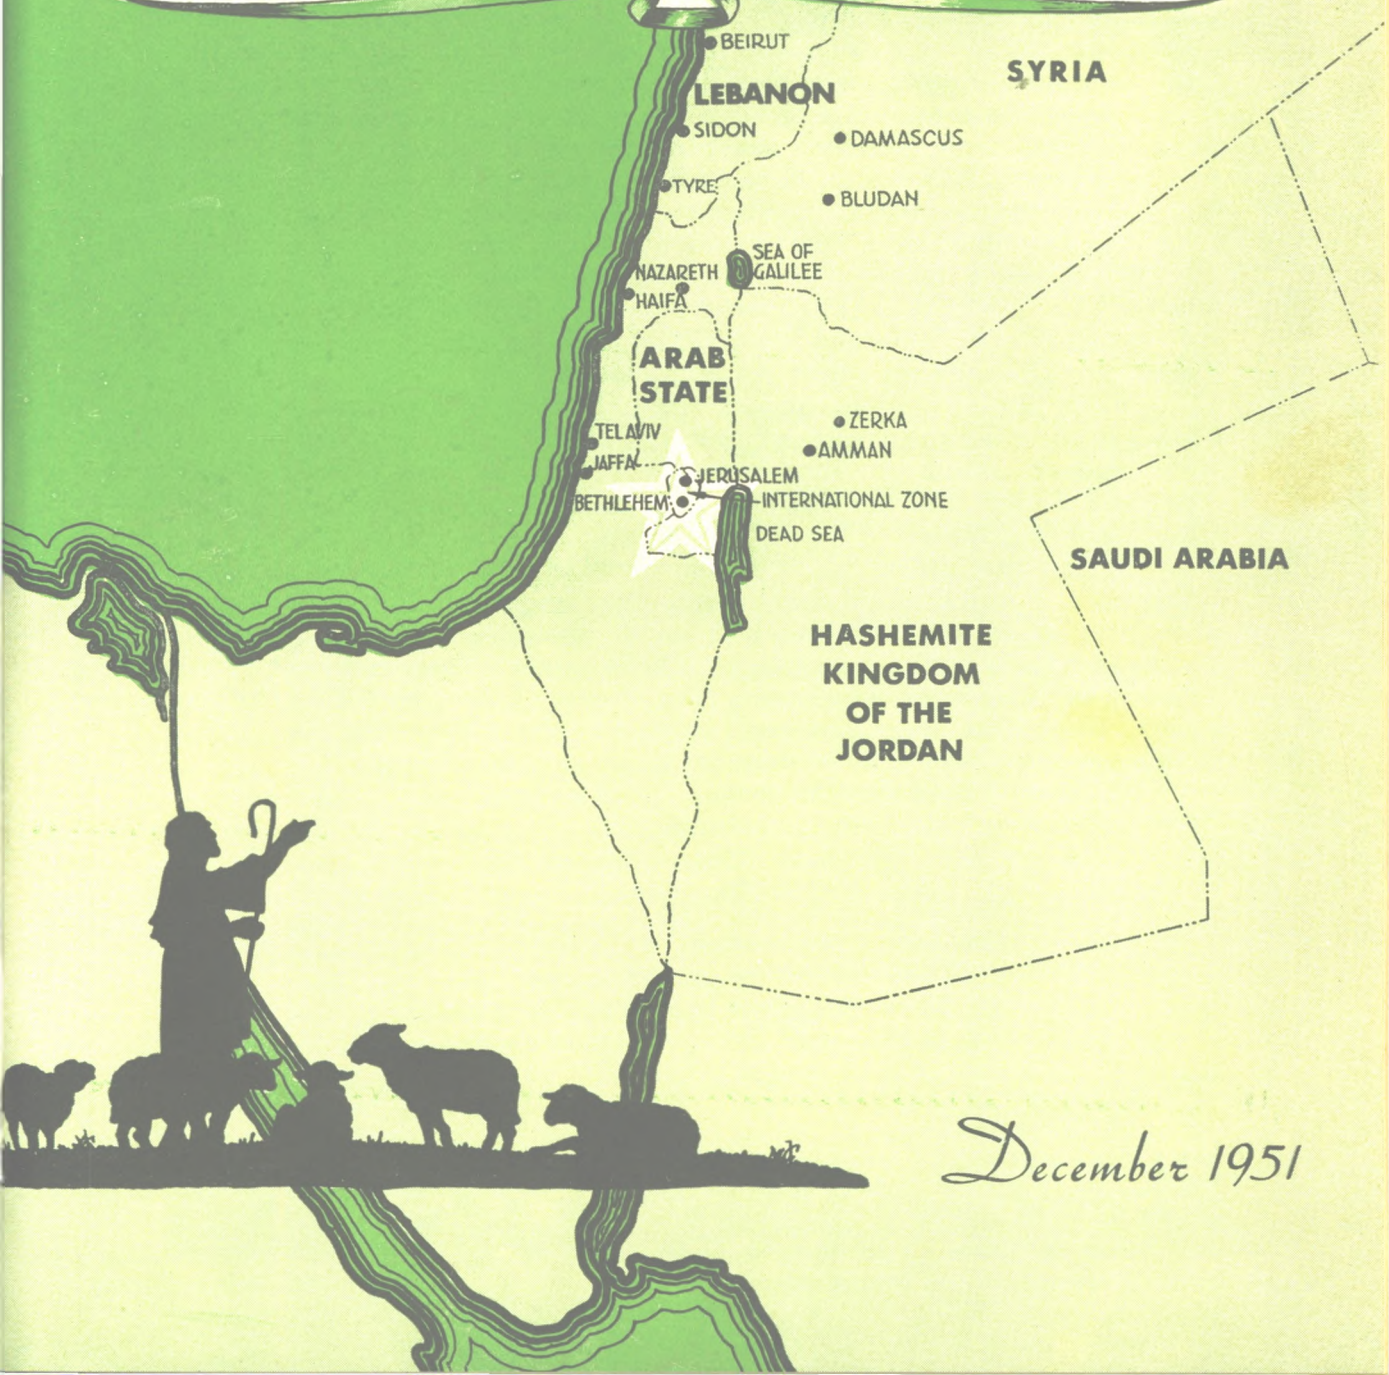 BEIRUT
SYRIA
LEBANON
SIDON
DAMASCUS
TYRE
BLUDAN
SEA OF
GALILEE
NAZARETH
HAIFA
ARAB
STATE
ZERKA
TEL AVIV
AMMAN
JAFFA
JERUSALEM
BETHLEHEM
INTERNATIONAL ZONE
DEAD SEA
SAUDI ARABIA
HASHEMITE
KINGDOM
OF THE
JORDAN
December 1951